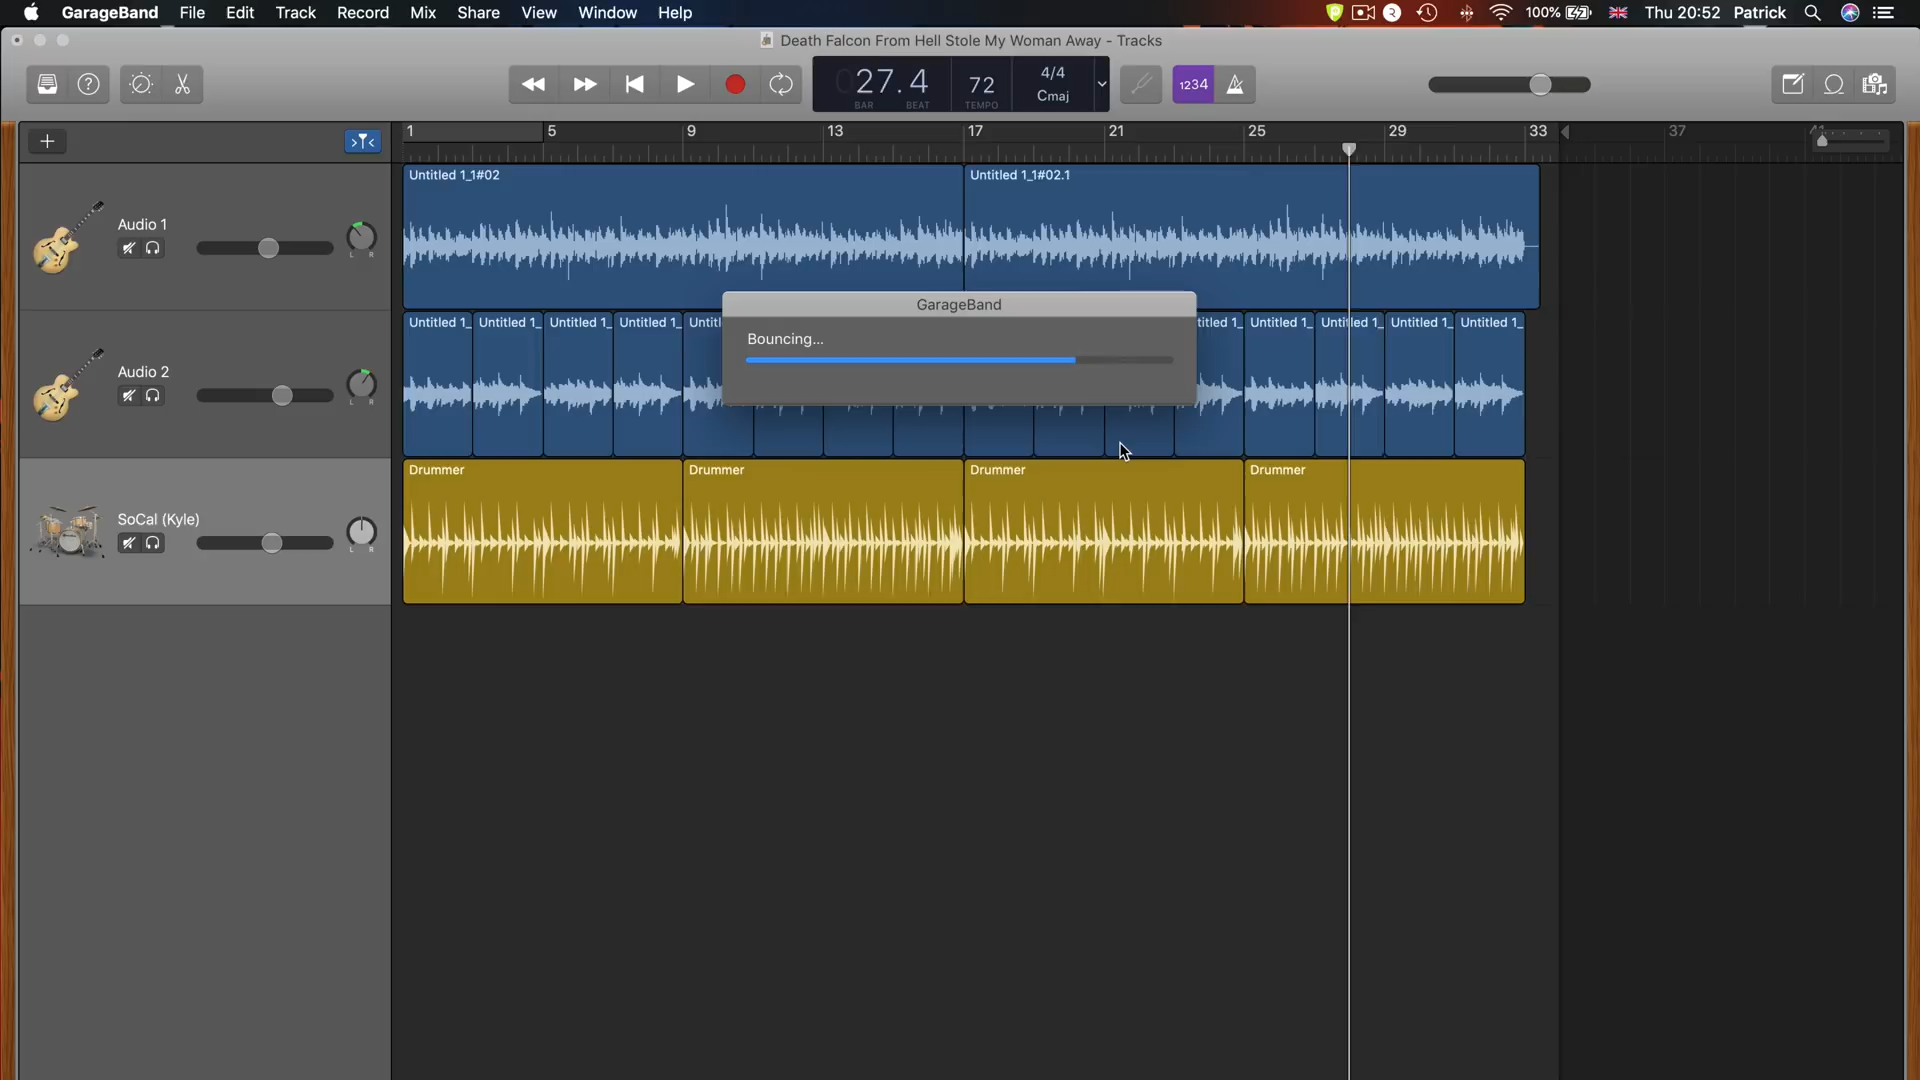 GarageBand File Edit Track Record Mix Share View Window Help 100% Thu 20:52 Patrick
Death Falcon From Hell Stole My Woman Away - Tracks
27.4 72 4/4 Cmaj 1234
BAR BEAT TEMPO
1 5 9 13 17 21 25 29 33 37
Untitled 1_1#02 Untitled 1_1#02.1
Audio 1
L R
GarageBand
Bouncing...
Untitled 1_ Untitled 1_ Untitled 1_ Untitled 1_ Untitled 1_ Untitled 1_ Untitled 1_ Untitled 1_
Audio 2
L R
Drummer Drummer Drummer Drummer
SoCal (Kyle)
L R